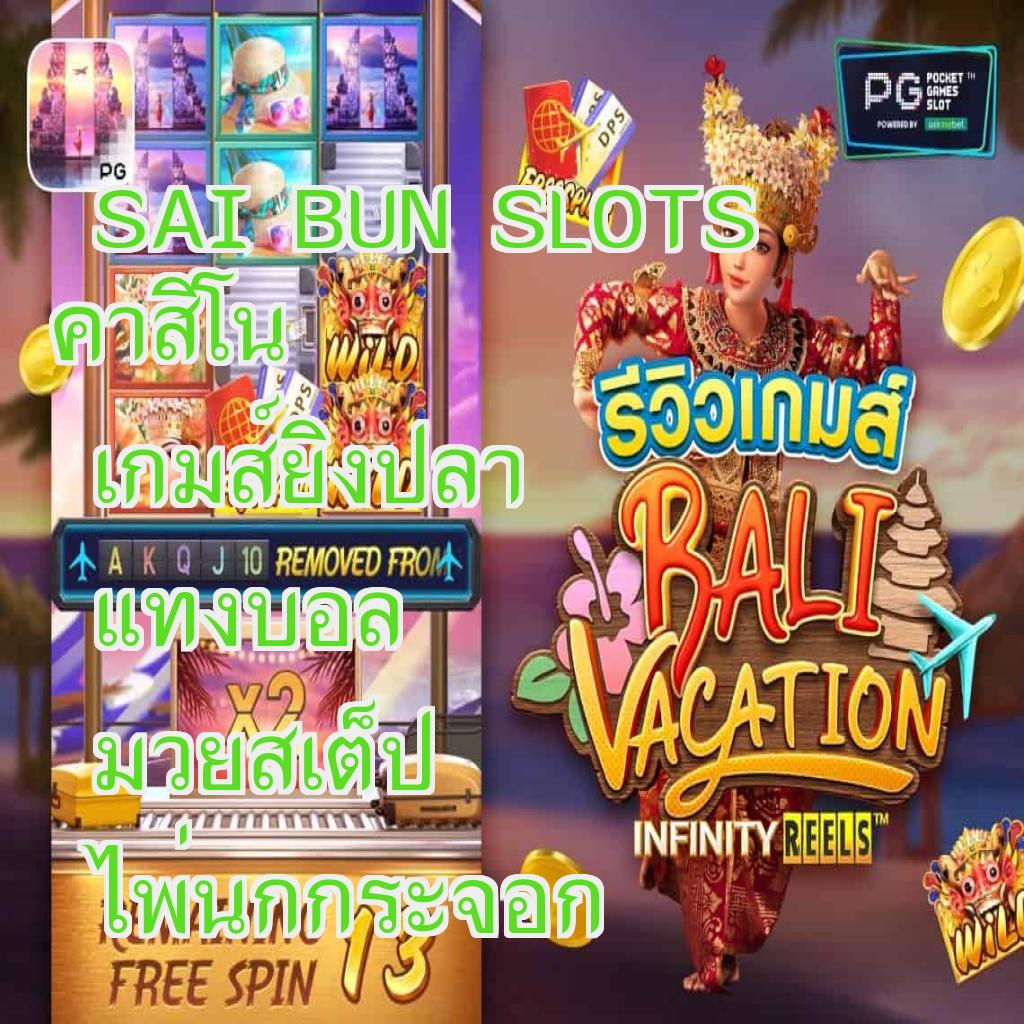 PG
POCKET
GAMES
SLOT
POWERED BY askmebet
PG
DPS
FREESPIN
SAI BUN SLOTS
คาสิโน
WILD
รีวิวเกมส์
เกมส์ยิงปลา
BALI
VACATION
INFINITY REELS™
A K Q J 10 REMOVED FROM
แทงบอล
x2
มวยสเต็ป
ไพ่นกกระจอก
REMAINING
FREE SPIN 13
WILD